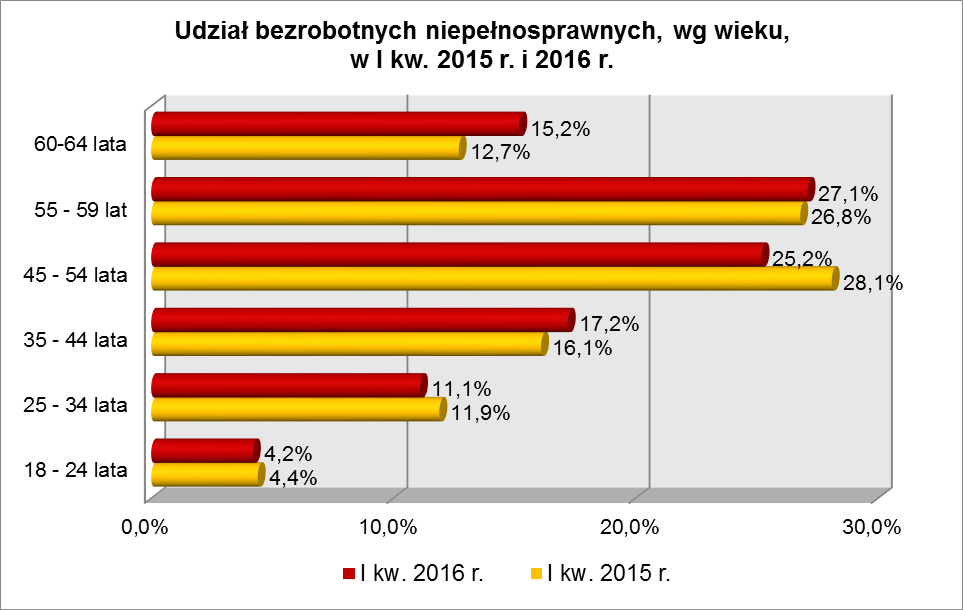 Udział bezrobotnych niepełnosprawnych, wg wieku,
w I kw. 2015 r. i 2016 r.
60-64 lata
15,2%
12,7%
55 - 59 lat
27,1%
26,8%
45 - 54 lata
25,2%
28,1%
35 - 44 lata
17,2%
16,1%
25 - 34 lata
11,1%
11,9%
18 - 24 lata
4,2%
4,4%
0,0% 10,0% 20,0% 30,0%
I kw. 2016 r. I kw. 2015 r.